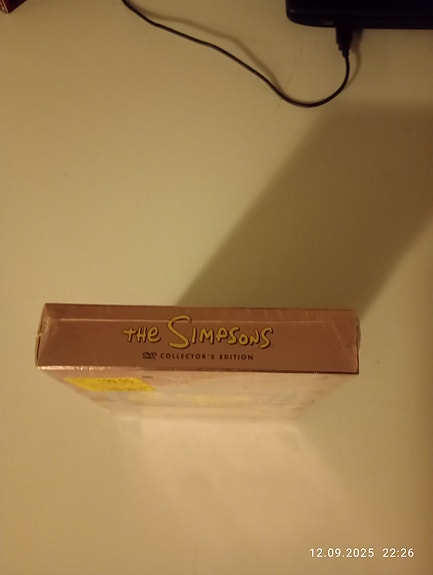 THE SIMPSONS
DVD COLLECTOR'S EDITION
12.09.2025 22:26